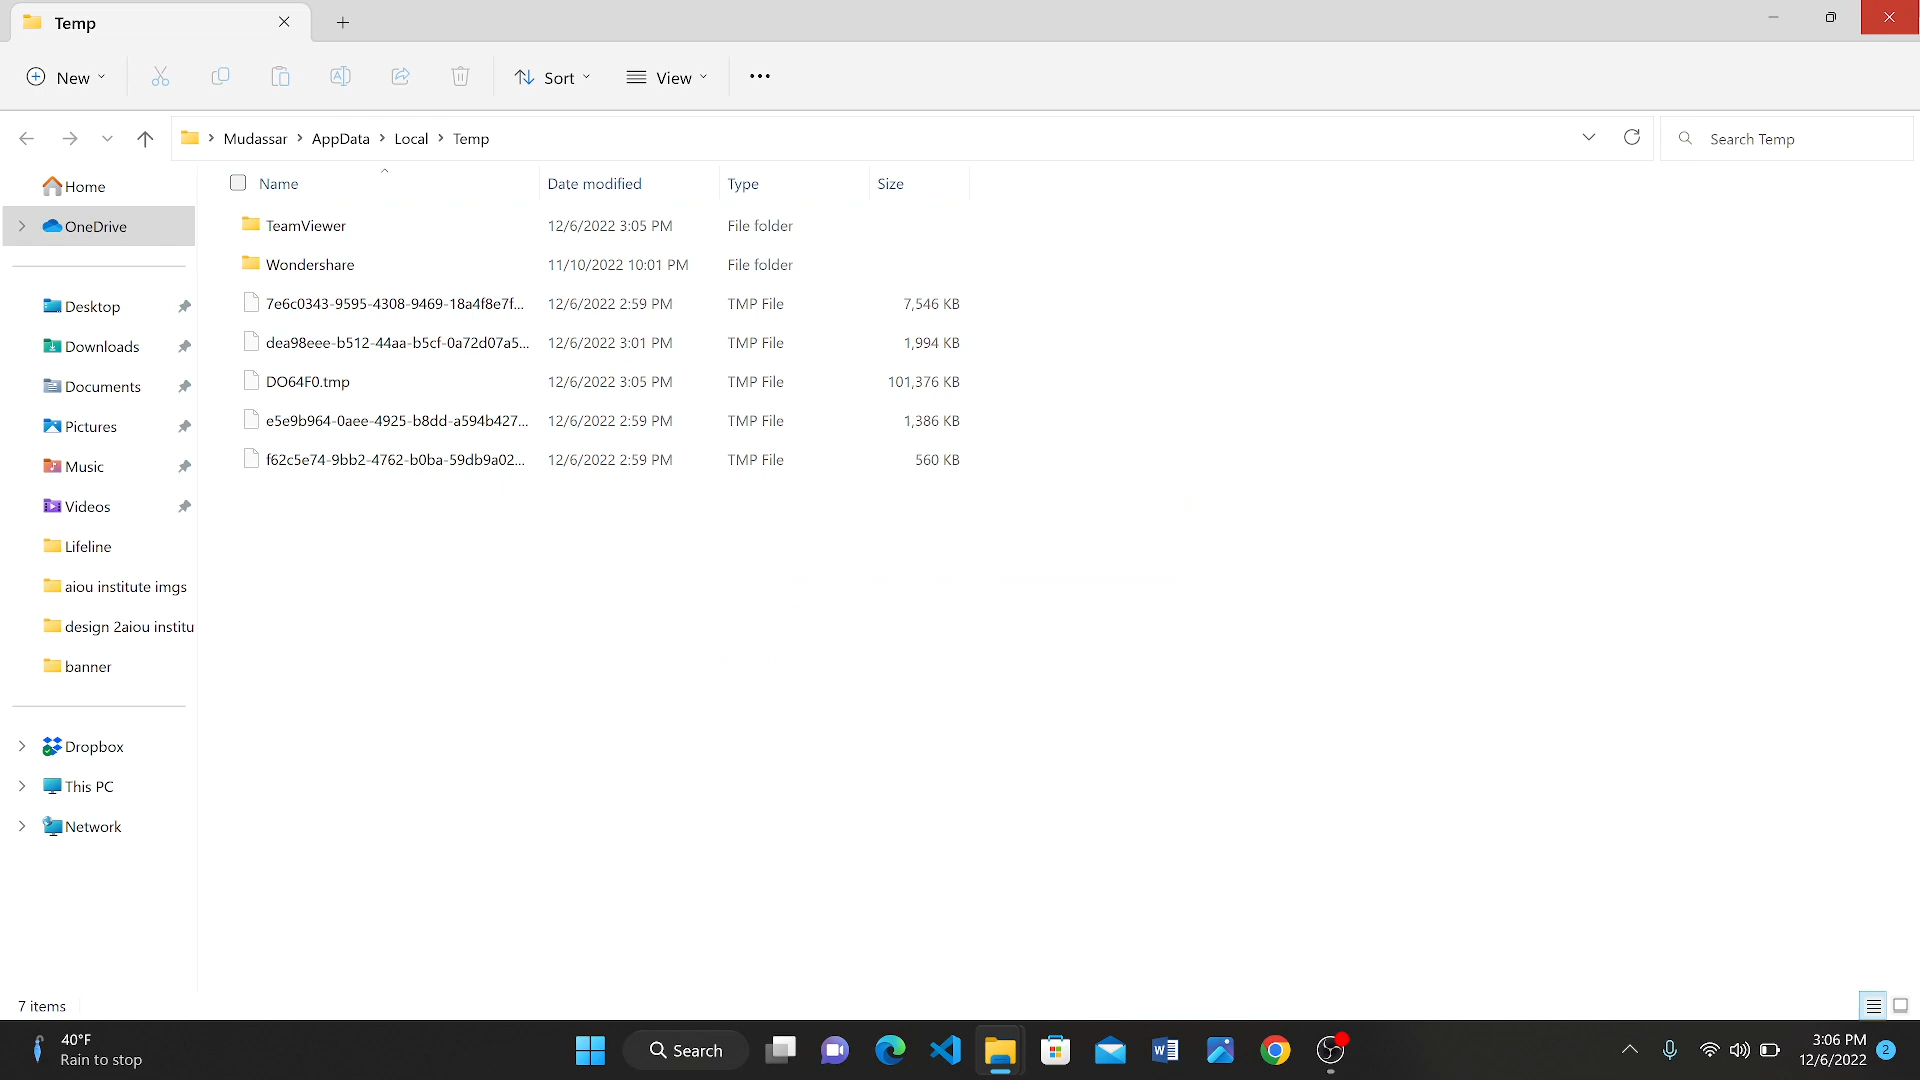 Temp
New
Sort
View
Mudassar
AppData
Local
Temp
Search Temp
Home
OneDrive
Desktop
Downloads
Documents
Pictures
Music
Videos
Lifeline
aiou institute imgs
design 2aiou institu
banner
Dropbox
This PC
Network
Name Date modified Type Size
TeamViewer 12/6/2022 3:05 PM File folder
Wondershare 11/10/2022 10:01 PM File folder
7e6c0343-9595-4308-9469-18a4f8e7f... 12/6/2022 2:59 PM TMP File 7,546 KB
dea98eee-b512-44aa-b5cf-0a72d07a5... 12/6/2022 3:01 PM TMP File 1,994 KB
DO64F0.tmp 12/6/2022 3:05 PM TMP File 101,376 KB
e5e9b964-0aee-4925-b8dd-a594b427... 12/6/2022 2:59 PM TMP File 1,386 KB
f62c5e74-9bb2-4762-b0ba-59db9a02... 12/6/2022 2:59 PM TMP File 560 KB
7 items
40°F
Rain to stop
Search
3:06 PM
12/6/2022
2